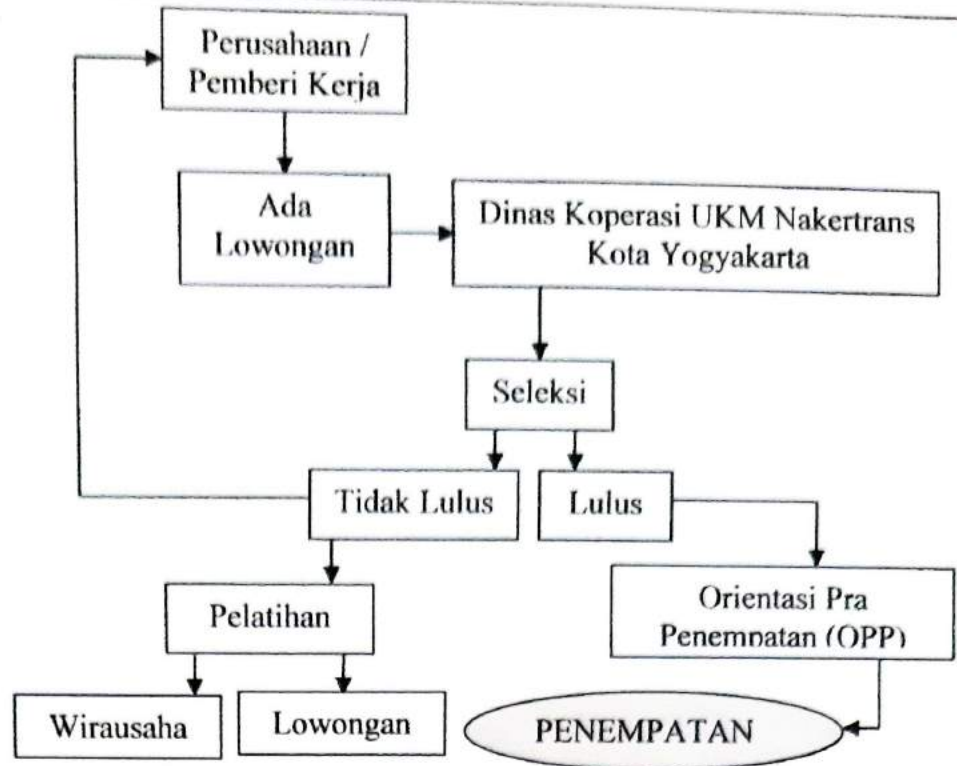 Perusahaan /
Pemberi Kerja
Ada
Lowongan
Dinas Koperasi UKM Nakertrans
Kota Yogyakarta
Seleksi
Tidak Lulus
Lulus
Pelatihan
Orientasi Pra
Penempatan (OPP)
Wirausaha
Lowongan
PENEMPATAN